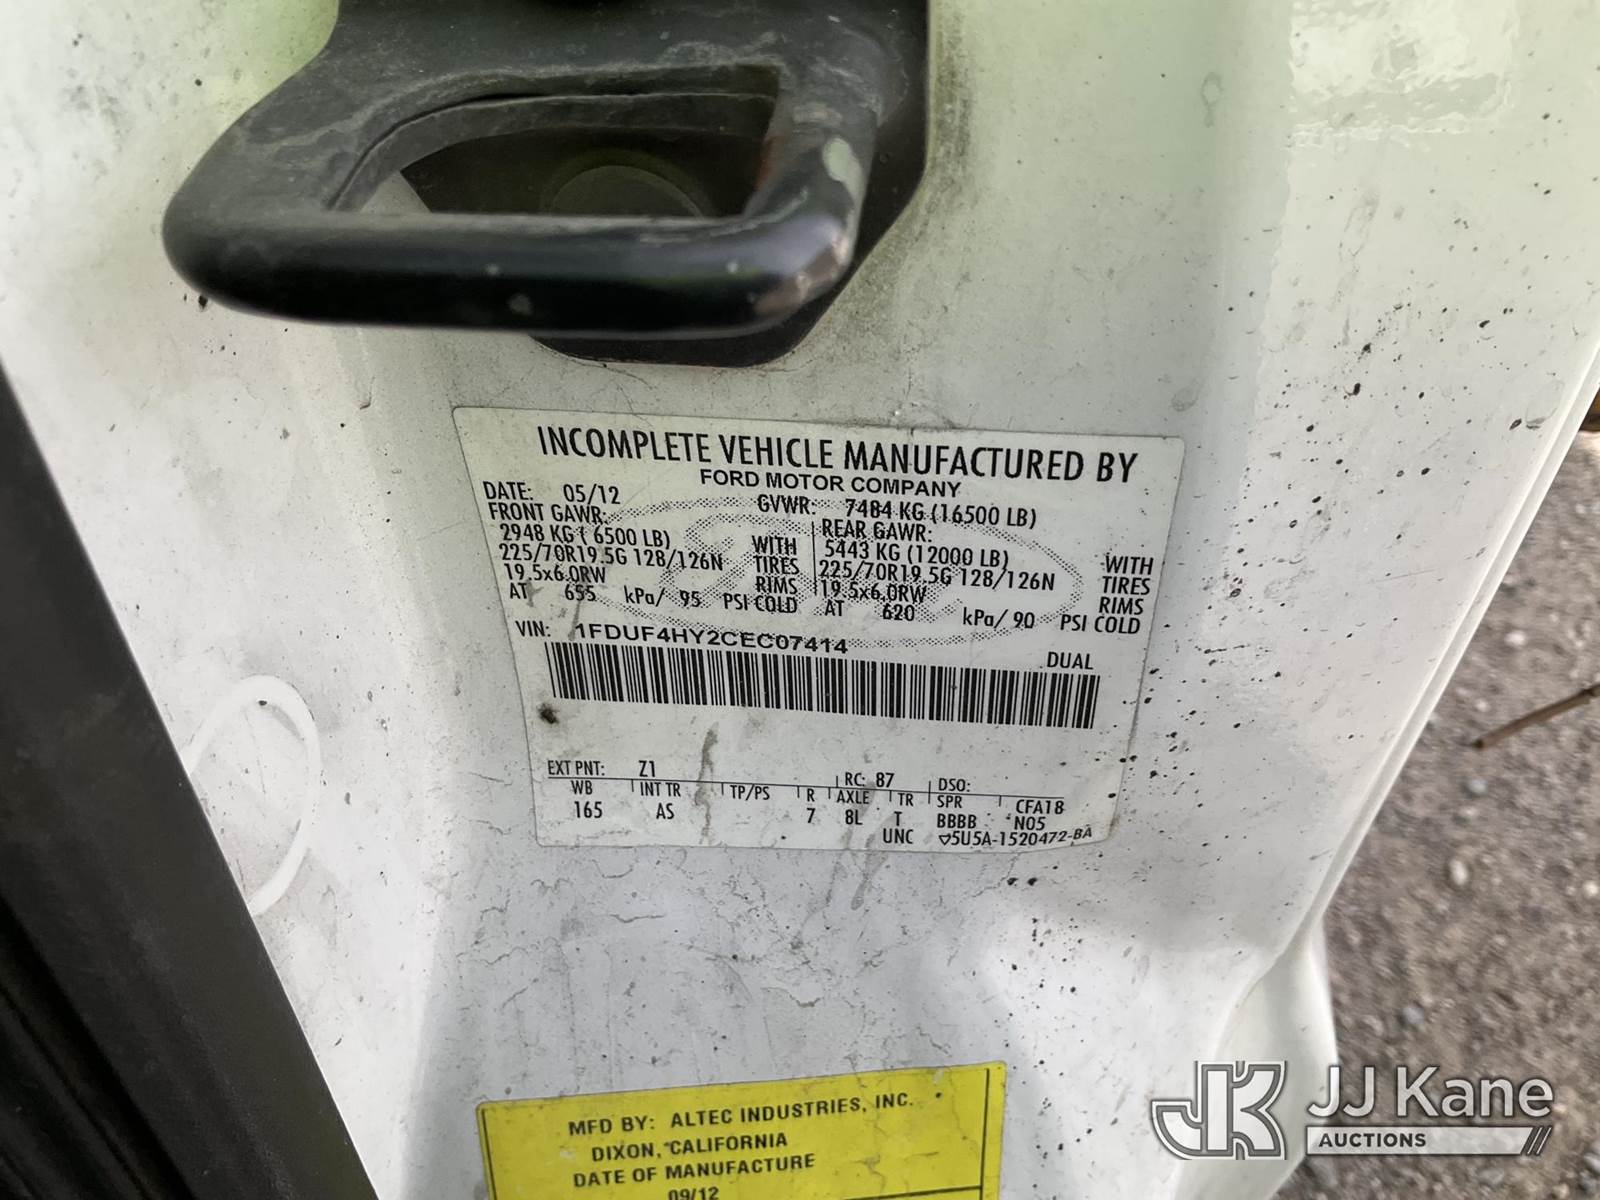 INCOMPLETE VEHICLE MANUFACTURED BY
FORD MOTOR COMPANY
DATE: 05/12 GVWR: 7484 KG (16500 LB)
FRONT GAWR: REAR GAWR:
2948 KG ( 6500 LB) WITH 5443 KG (12000 LB) WITH
225/70R19.5G 128/126N TIRES 225/70R19.5G 128/126N TIRES
19.5x6.0RW RIMS 19.5x6.0RW RIMS
AT 655 kPa/ 95 PSI COLD AT 620 kPa/ 90 PSI COLD
VIN: 1FDUF4HY2CEC07414
DUAL
EXT PNT: Z1 RC: 87 DSO:
WB INT TR TP/PS R AXLE TR SPR CFA18
165 AS 7 8L T BBBB N05
UNC ▽5U5A-1520472-BA
MFD BY: ALTEC INDUSTRIES, INC.
DIXON, CALIFORNIA
DATE OF MANUFACTURE
09/12
JK JJ Kane
AUCTIONS